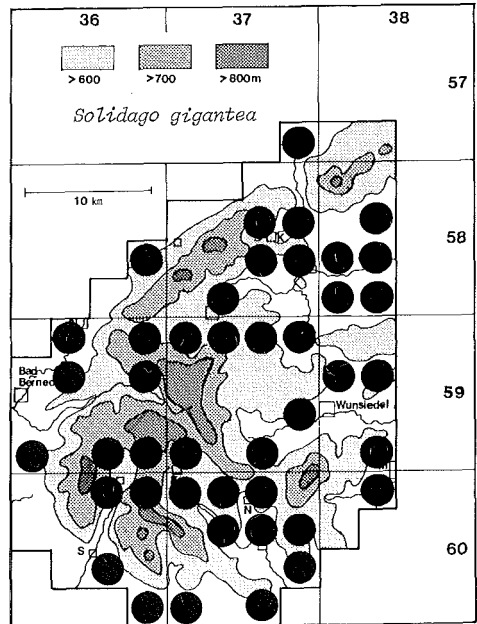 36 37 38
>600 >700 >800m
57
Solidago gigantea
10 km
K
58
Bad
Berneck
59
Wunsiedel
N
S
60